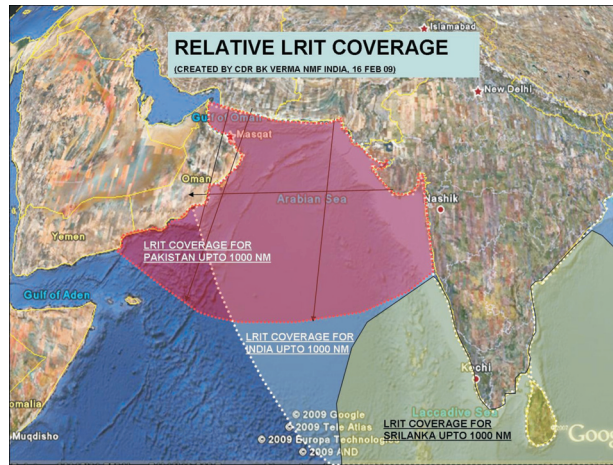 Islamabad
RELATIVE LRIT COVERAGE
(CREATED BY CDR BK VERMA NMF INDIA, 16 FEB 09)
New Delhi
Gulf of Oman
Masqat
Oman
Arabian Sea
Nashik
Yemen
LRIT COVERAGE FOR
PAKISTAN UPTO 1000 NM
Gulf of Aden
LRIT COVERAGE FOR
INDIA UPTO 1000 NM
Kochi
omalia
Laccadive Sea
© 2009 Google
© 2009 Tele Atlas
© 2009 Europa Technologies
© 2009 AND
LRIT COVERAGE FOR
SRILANKA UPTO 1000 NM
Muqdisho
Goo